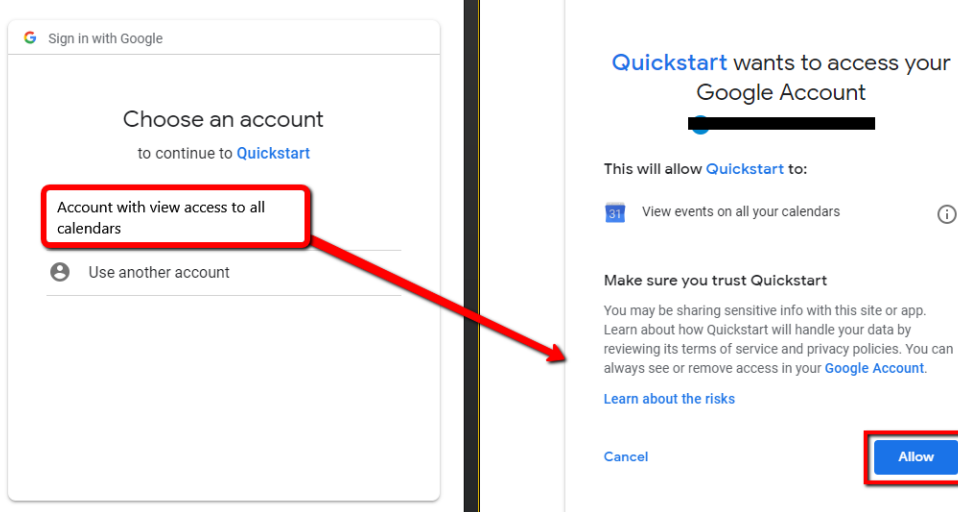 Sign in with Google
Choose an account
to continue to Quickstart
Account with view access to all
calendars
Use another account
Quickstart wants to access your
Google Account
This will allow Quickstart to:
31 View events on all your calendars
Make sure you trust Quickstart
You may be sharing sensitive info with this site or app.
Learn about how Quickstart will handle your data by
reviewing its terms of service and privacy policies. You can
always see or remove access in your Google Account.
Learn about the risks
Cancel
Allow